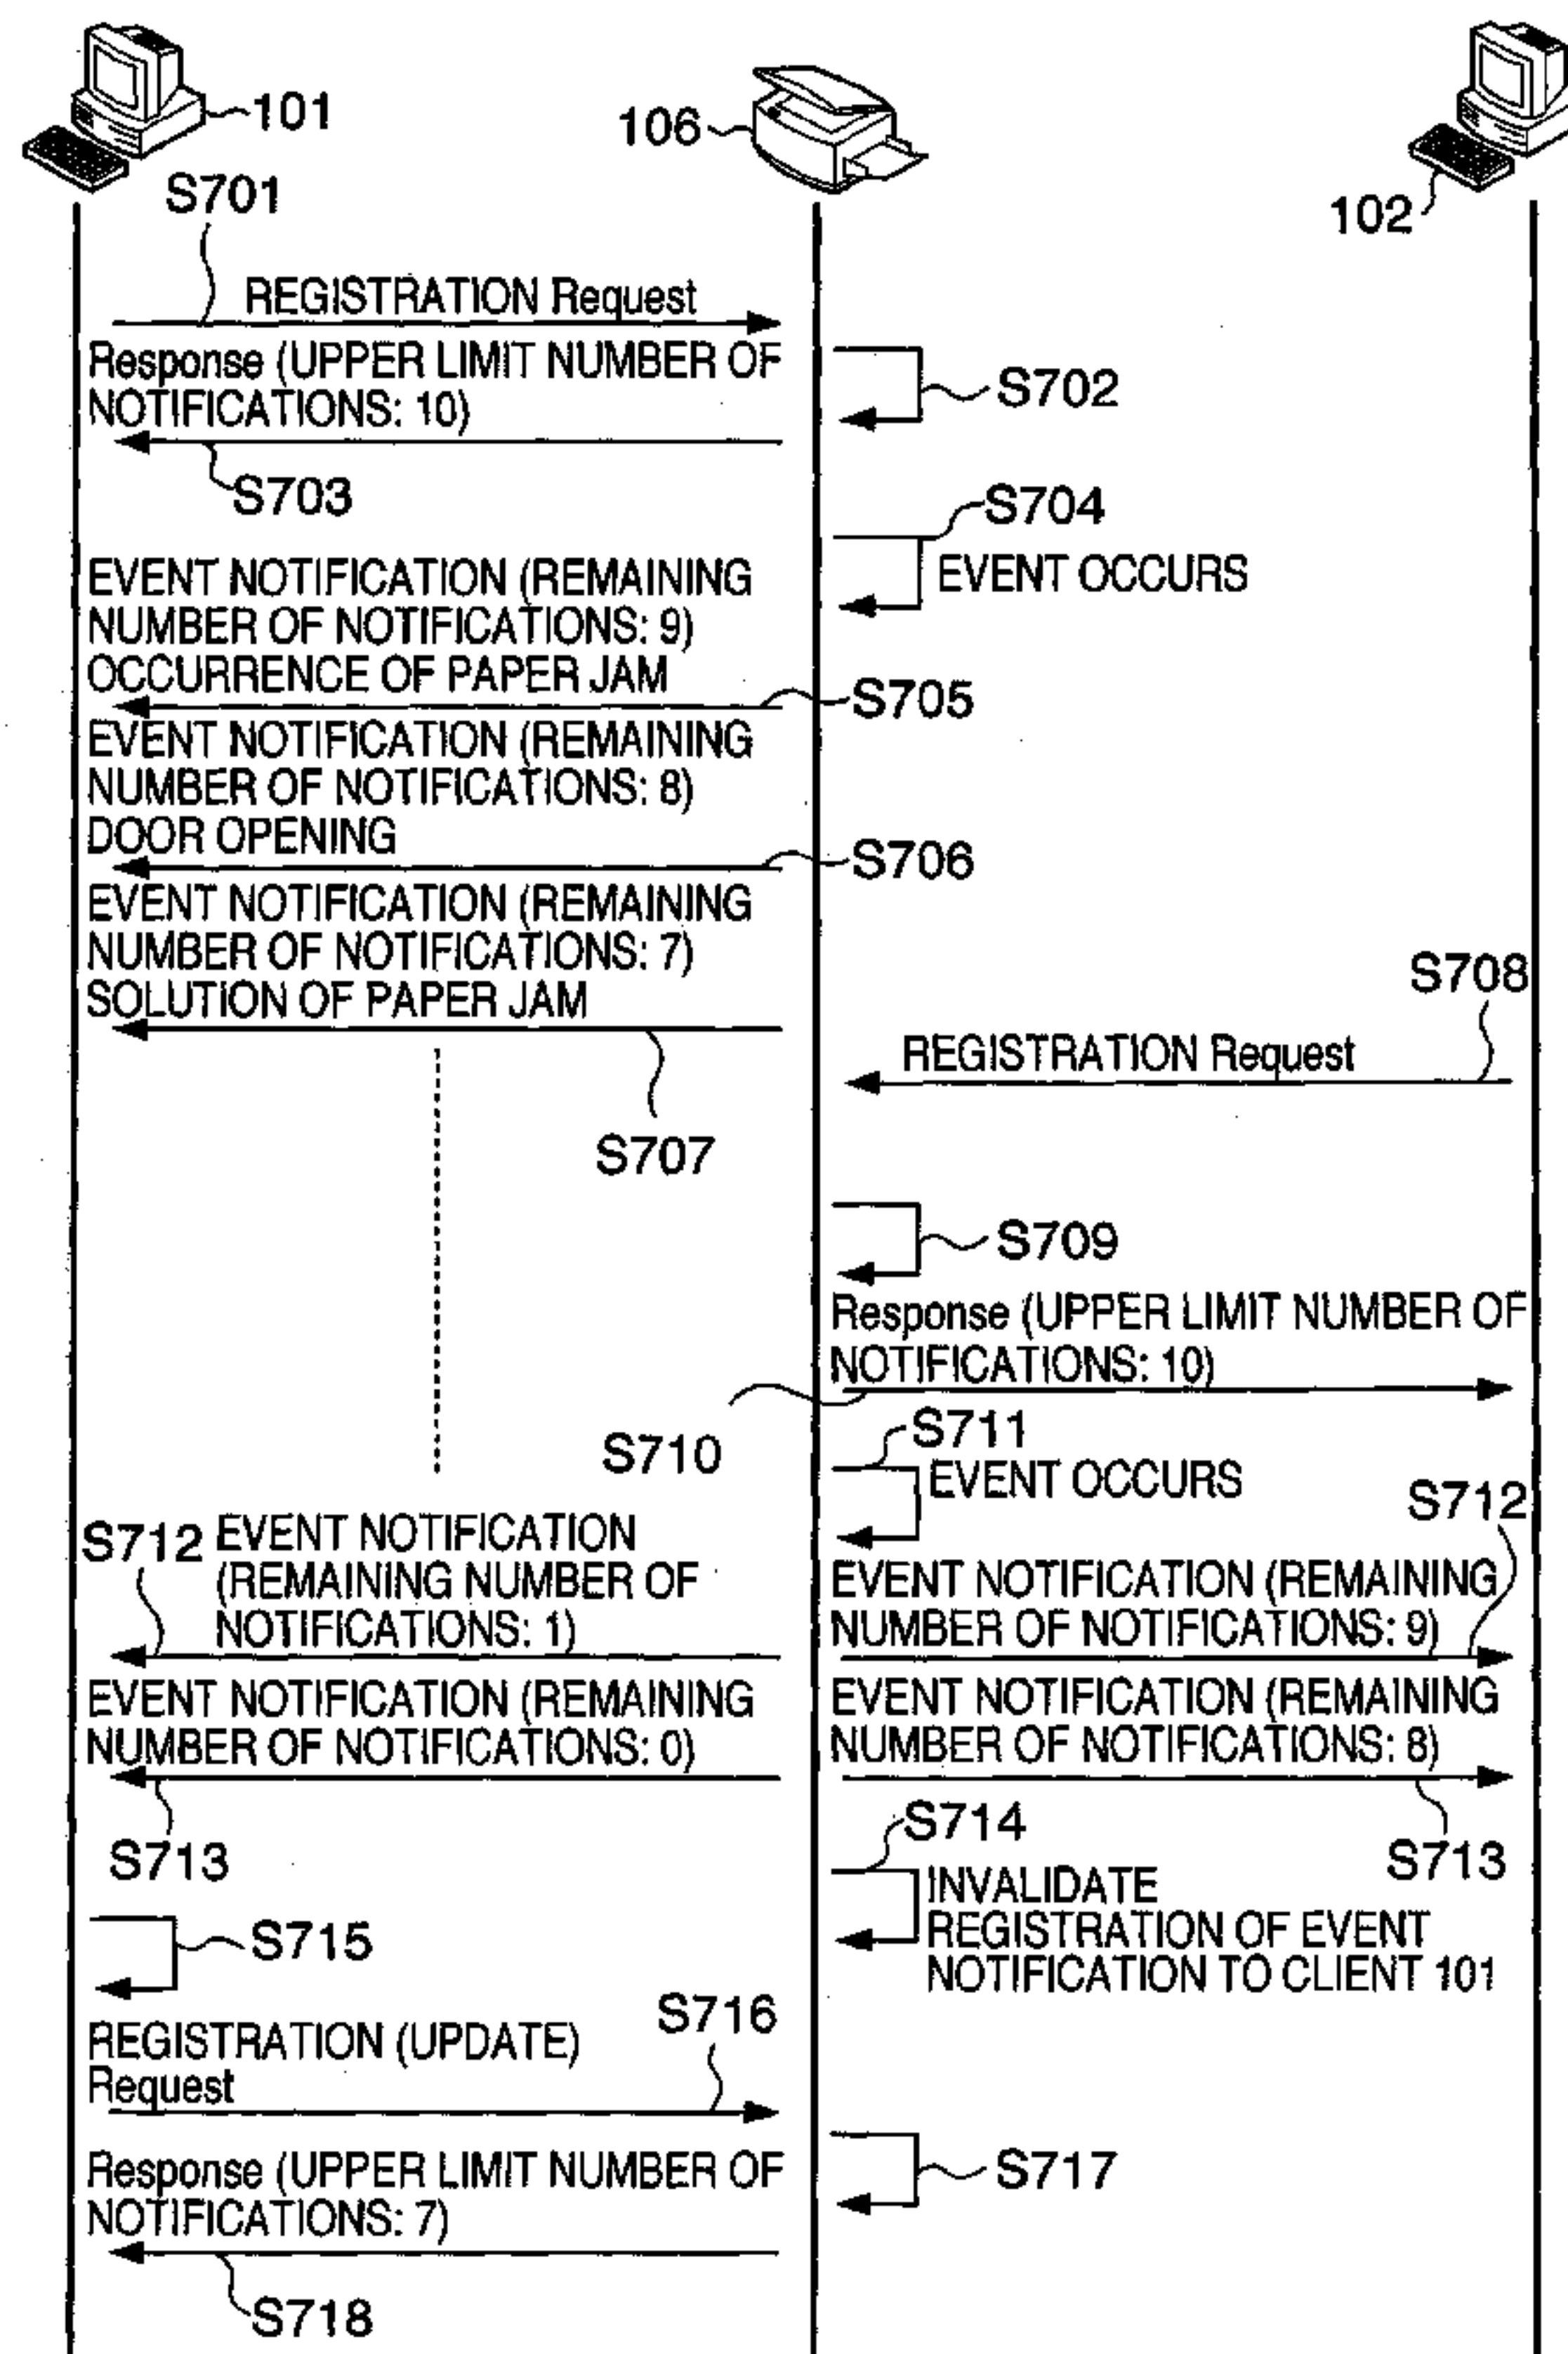 101
106
102
S701
REGISTRATION Request
Response (UPPER LIMIT NUMBER OF
NOTIFICATIONS: 10)
S702
S703
S704
EVENT OCCURS
EVENT NOTIFICATION (REMAINING
NUMBER OF NOTIFICATIONS: 9)
OCCURRENCE OF PAPER JAM
S705
EVENT NOTIFICATION (REMAINING
NUMBER OF NOTIFICATIONS: 8)
DOOR OPENING
S706
EVENT NOTIFICATION (REMAINING
NUMBER OF NOTIFICATIONS: 7)
SOLUTION OF PAPER JAM
S707
S708
REGISTRATION Request
S709
Response (UPPER LIMIT NUMBER OF
NOTIFICATIONS: 10)
S710
S711
EVENT OCCURS
S712
EVENT NOTIFICATION
(REMAINING NUMBER OF
NOTIFICATIONS: 1)
S712
EVENT NOTIFICATION (REMAINING
NUMBER OF NOTIFICATIONS: 9)
EVENT NOTIFICATION (REMAINING
NUMBER OF NOTIFICATIONS: 0)
S713
EVENT NOTIFICATION (REMAINING
NUMBER OF NOTIFICATIONS: 8)
S713
S714
INVALIDATE
REGISTRATION OF EVENT
NOTIFICATION TO CLIENT 101
S715
REGISTRATION (UPDATE)
Request
S716
S717
Response (UPPER LIMIT NUMBER OF
NOTIFICATIONS: 7)
S718